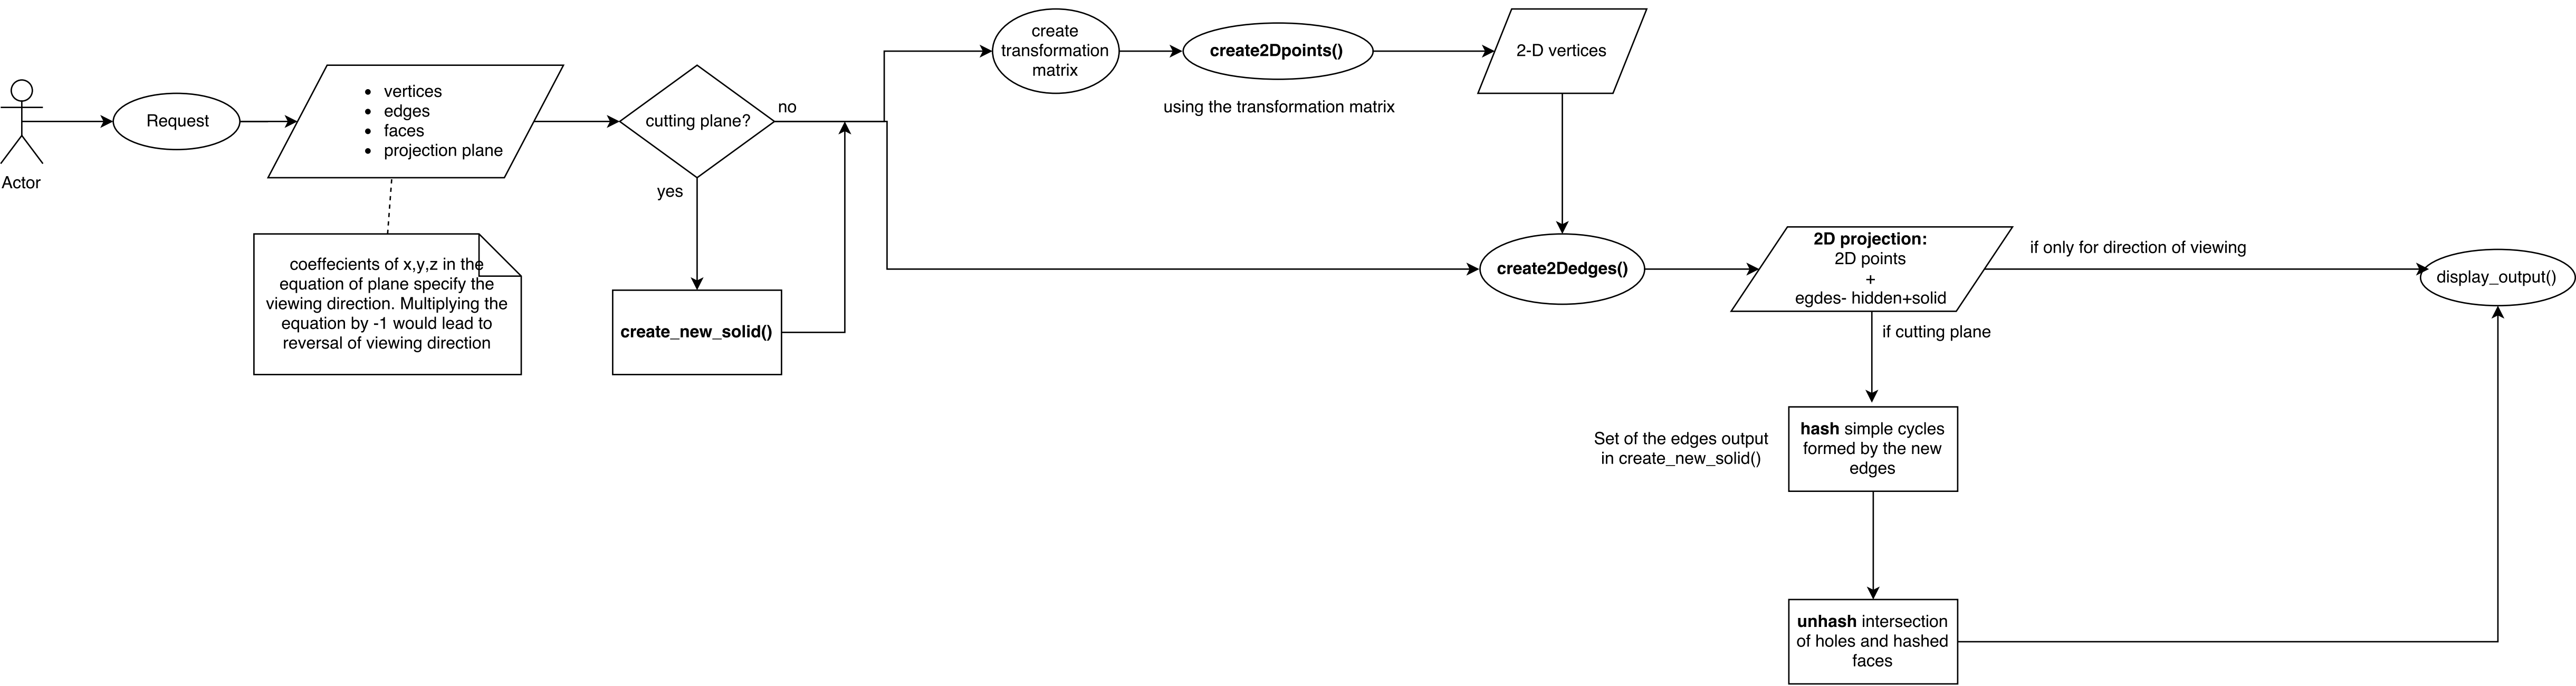 Actor
Request
vertices
edges
faces
projection plane
coeffecients of x,y,z in the
equation of plane specify the
viewing direction. Multiplying the
equation by -1 would lead to
reversal of viewing direction
cutting plane?
no
yes
create_new_solid()
create
transformation
matrix
create2Dpoints()
using the transformation matrix
2-D vertices
create2Dedges()
2D projection:
2D points
+
egdes- hidden+solid
if only for direction of viewing
display_output()
if cutting plane
Set of the edges output
in create_new_solid()
hash simple cycles
formed by the new
edges
unhash intersection
of holes and hashed
faces